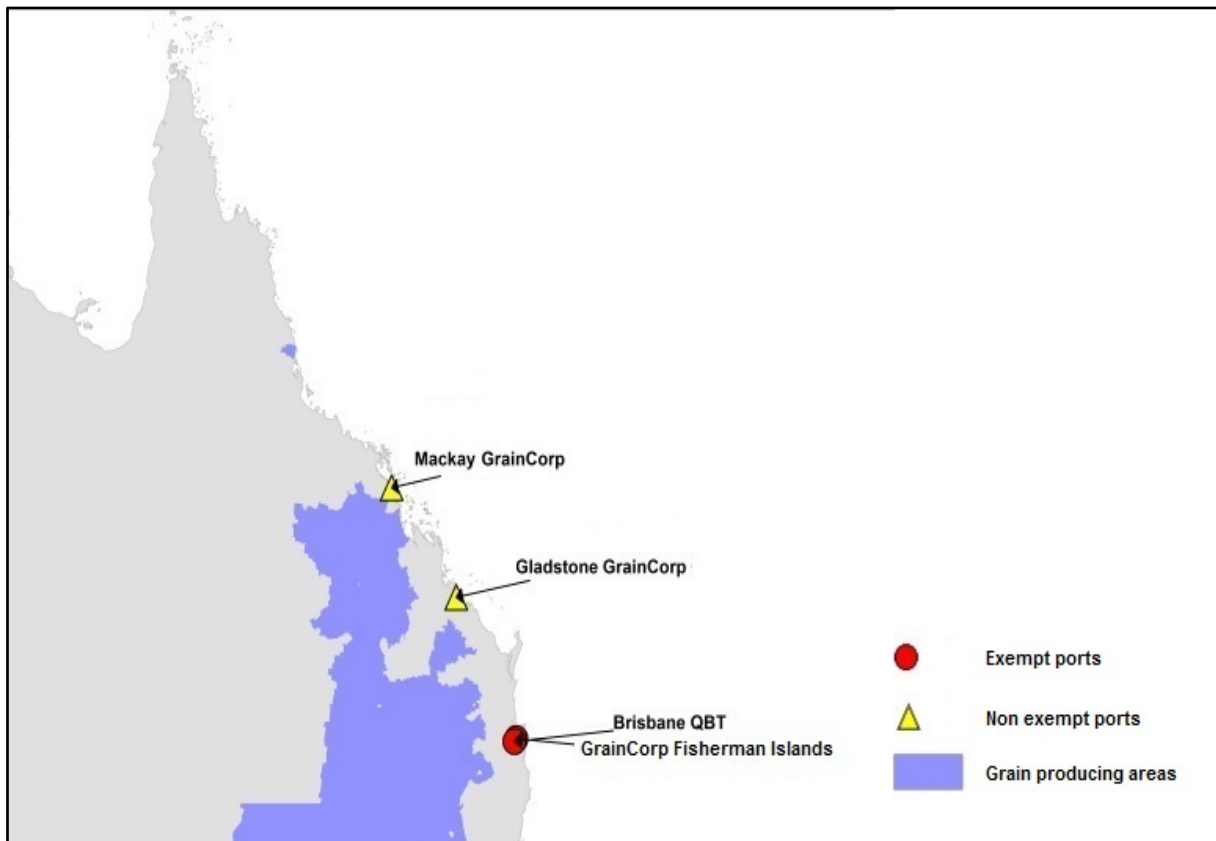 Mackay GrainCorp
Gladstone GrainCorp
Brisbane QBT
GrainCorp Fisherman Islands
Exempt ports
Non exempt ports
Grain producing areas